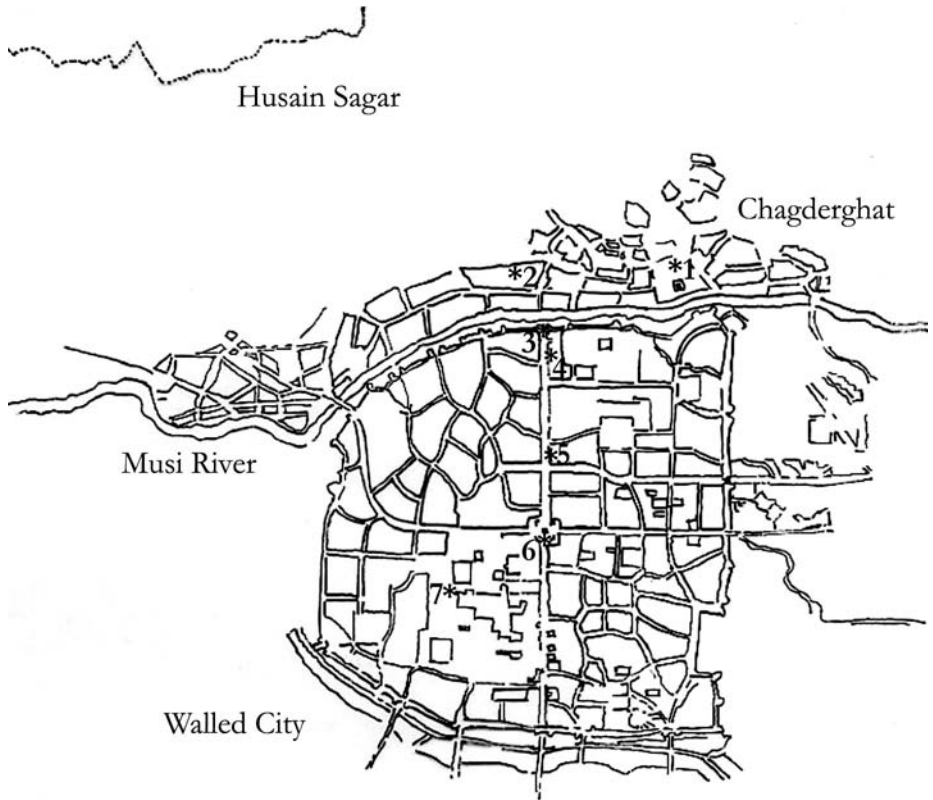 Husain Sagar
Chagderghat
*1
*2
3*
*
4
*5
Musi River
6*
7*
Walled City